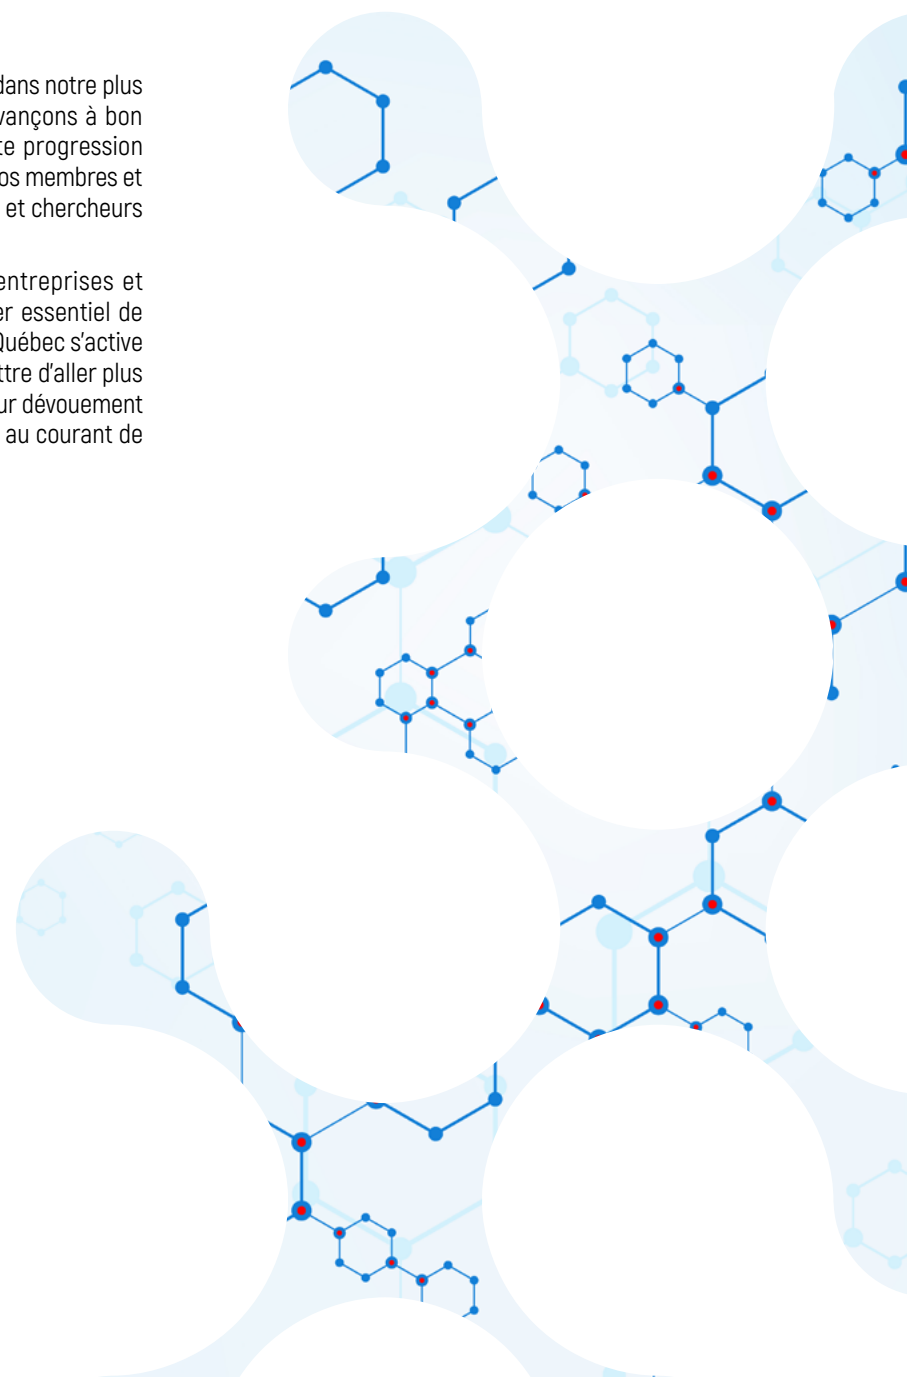 dans notre plus
vançons à bon
te progression
os membres et
et chercheurs
entreprises et
er essentiel de
Québec s'active
ttre d'aller plus
ur dévouement
au courant de